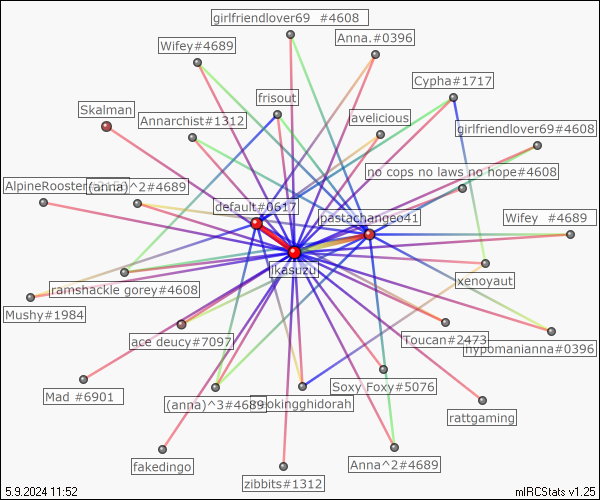 girlfriendlover69 #4608
Anna.#0396
Wifey#4689
Cypha#1717
frisout
Skalman
Annarchist#1312
avelicious
girlfriendlover69#4608
no cops no laws no hope#4608
AlpineRooster
(anna)^2#4689
default#0617
pastachangeo41
Wifey #4689
Ikasuzuj
xenoyaut
ramshackle gorey#4608
Mushy#1984
ace deucy#7097
Toucan#2473
hypomanianna#0396
Soxy Foxy#5076
Mad #6901
(anna)^3#4689
okingghidorah
rattgaming
Anna^2#4689
fakedingo
zibbits#1312
5.9.2024 11:52
mIRCStats v1.25